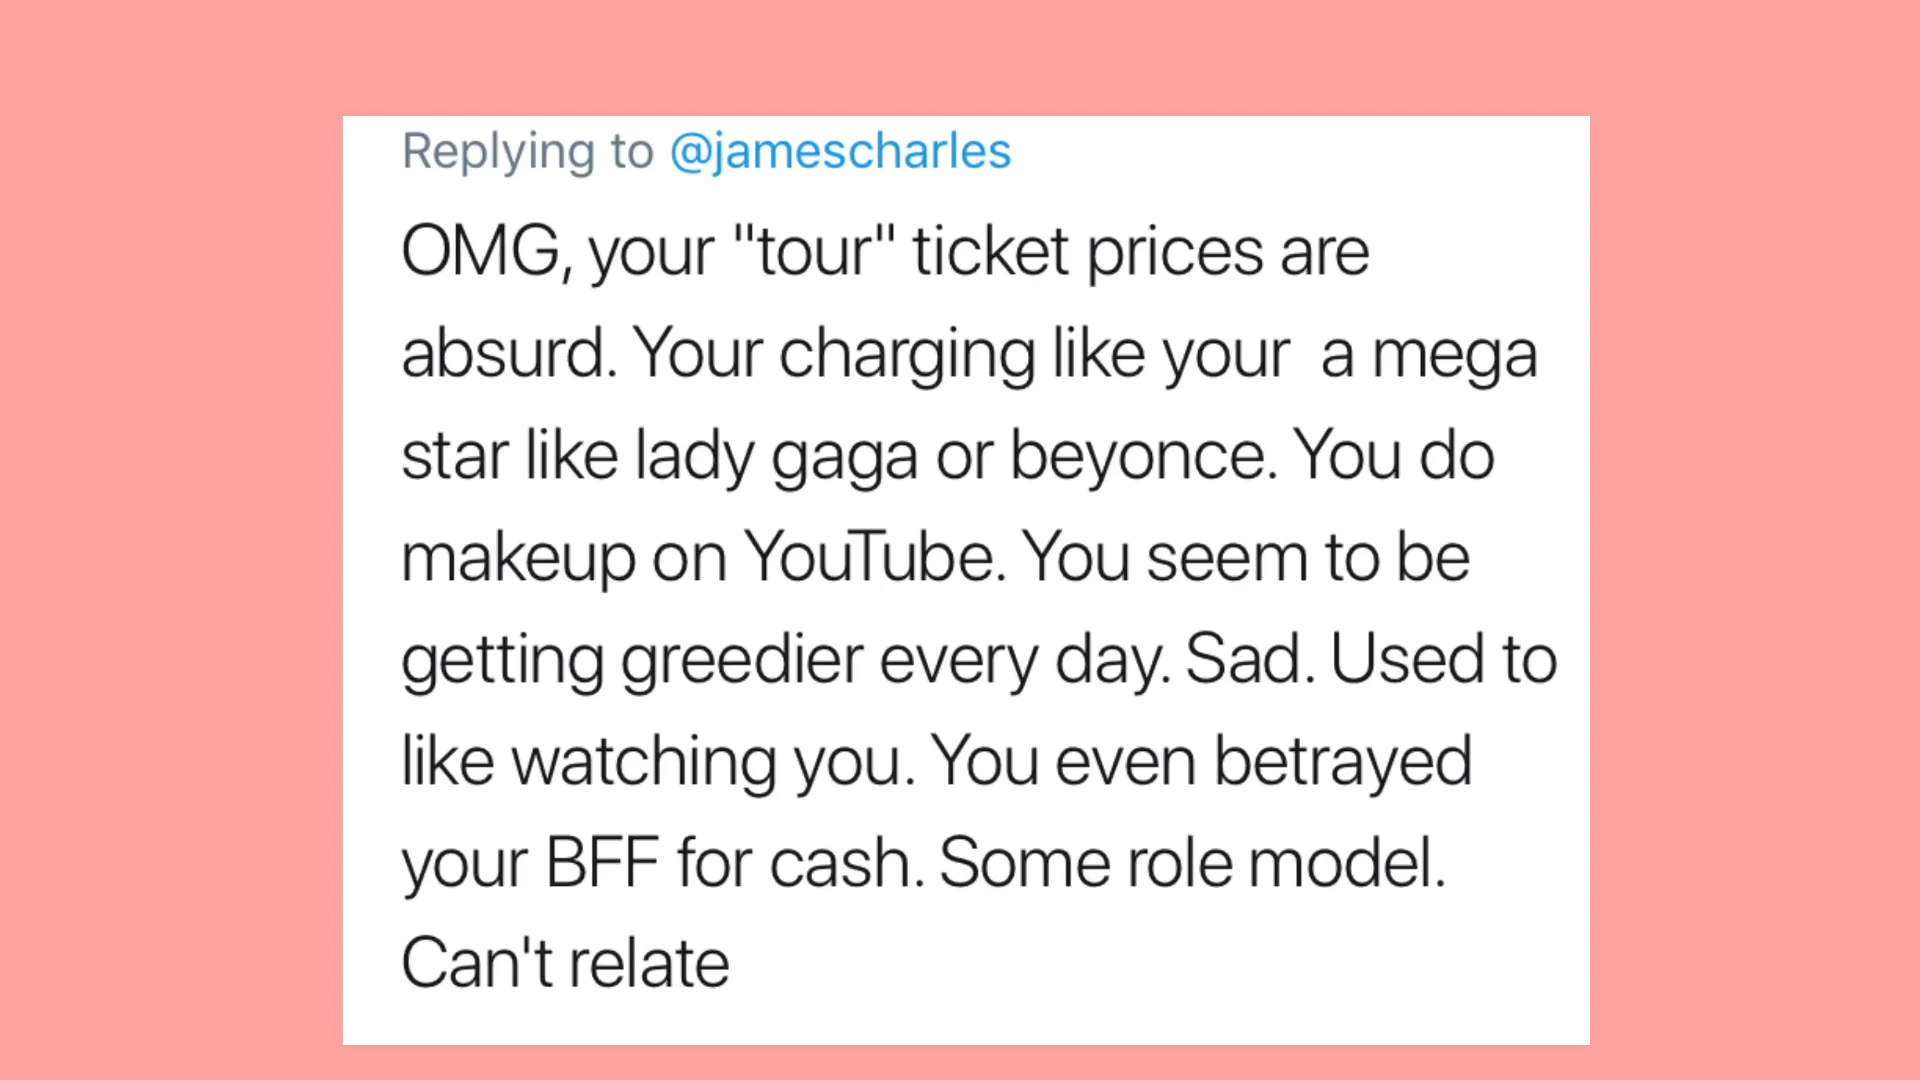 Replying to @jamescharles
OMG, your "tour" ticket prices are
absurd. Your charging like your  a mega
star like lady gaga or beyonce. You do
makeup on YouTube. You seem to be
getting greedier every day. Sad. Used to
like watching you. You even betrayed
your BFF for cash. Some role model.
Can't relate